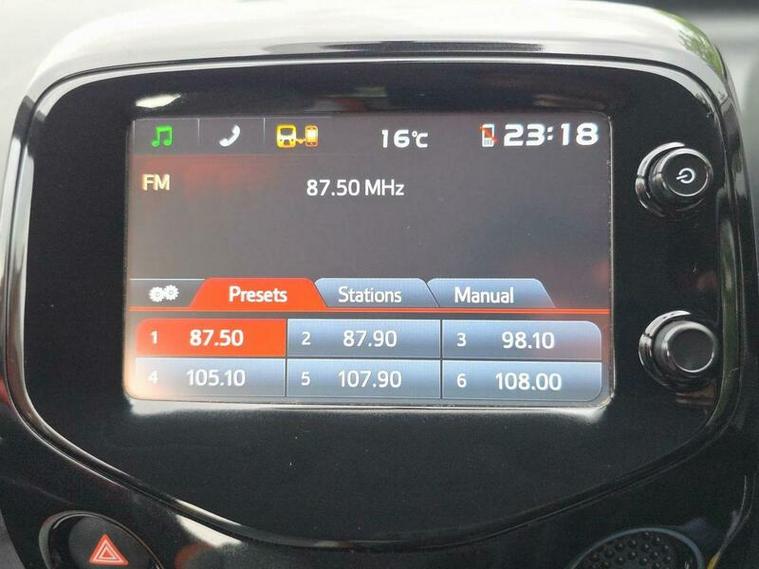 16°C 23:18
FM
87.50 MHz
Presets Stations Manual
1 87.50 2 87.90 3 98.10
4 105.10 5 107.90 6 108.00